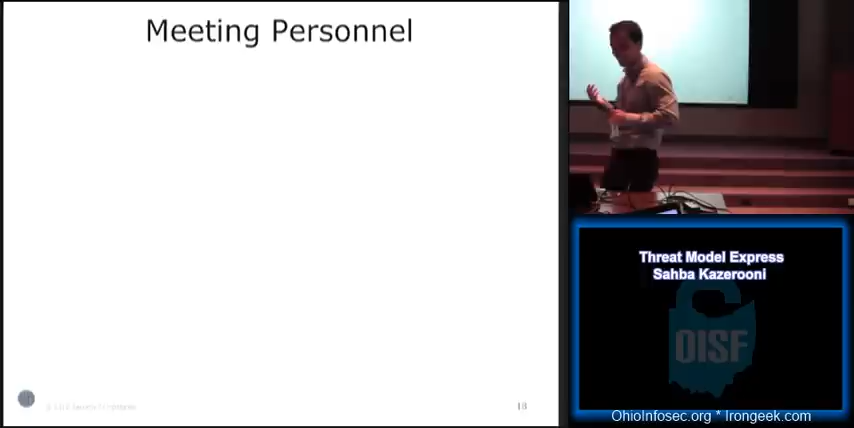 Meeting Personnel
18
Threat Model Express
Sahba Kazerooni
OISF
OhioInfosec.org * Irongeek.com